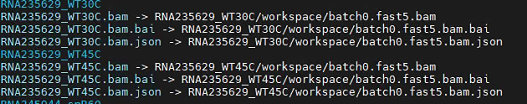 RNA235629_WT30C
RNA235629_WT30C.bam -> RNA235629_WT30C/workspace/batch0.fast5.bam
RNA235629_WT30C.bam.bai -> RNA235629_WT30C/workspace/batch0.fast5.bam.bai
RNA235629_WT30C.bam.json -> RNA235629_WT30C/workspace/batch0.fast5.bam.json
RNA235629_WT45C
RNA235629_WT45C.bam -> RNA235629_WT45C/workspace/batch0.fast5.bam
RNA235629_WT45C.bam.bai -> RNA235629_WT45C/workspace/batch0.fast5.bam.bai
RNA235629_WT45C.bam.json -> RNA235629_WT45C/workspace/batch0.fast5.bam.json